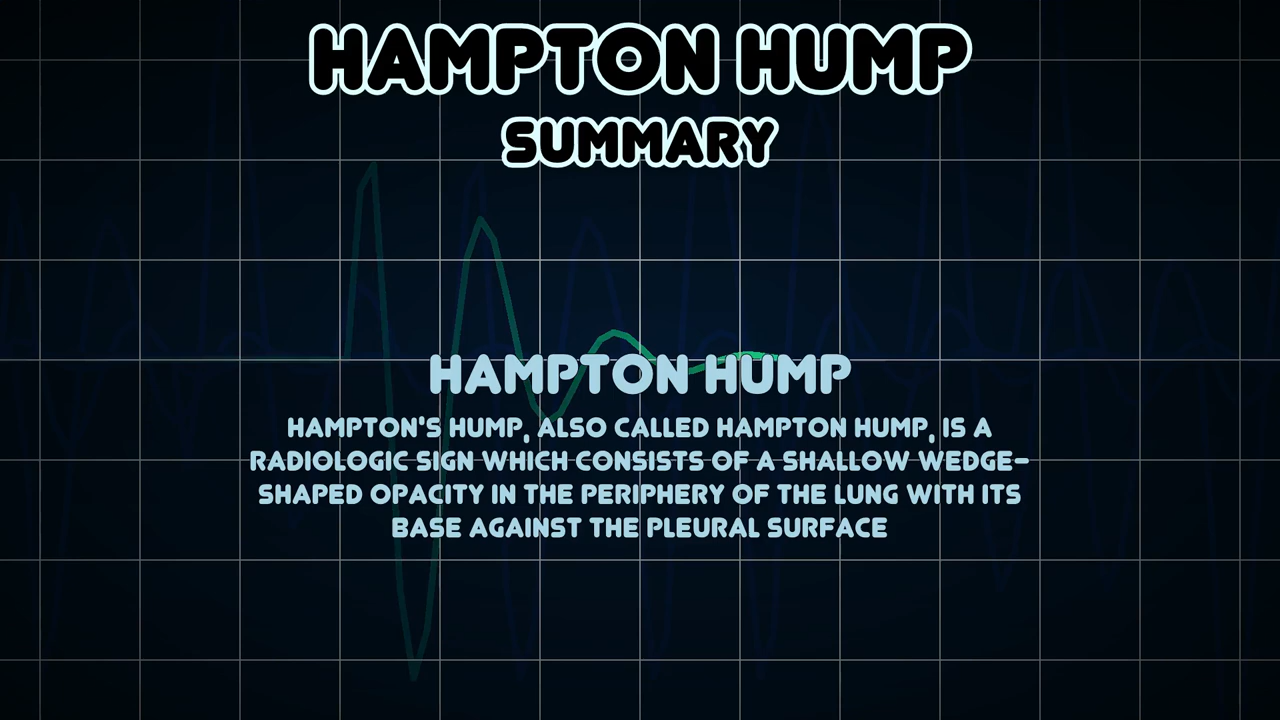 HAMPTON HUMP
SUMMARY
HAMPTON HUMP
HAMPTON'S HUMP, ALSO CALLED HAMPTON HUMP, IS A
RADIOLOGIC SIGN WHICH CONSISTS OF A SHALLOW WEDGE-
SHAPED OPACITY IN THE PERIPHERY OF THE LUNG WITH ITS
BASE AGAINST THE PLEURAL SURFACE